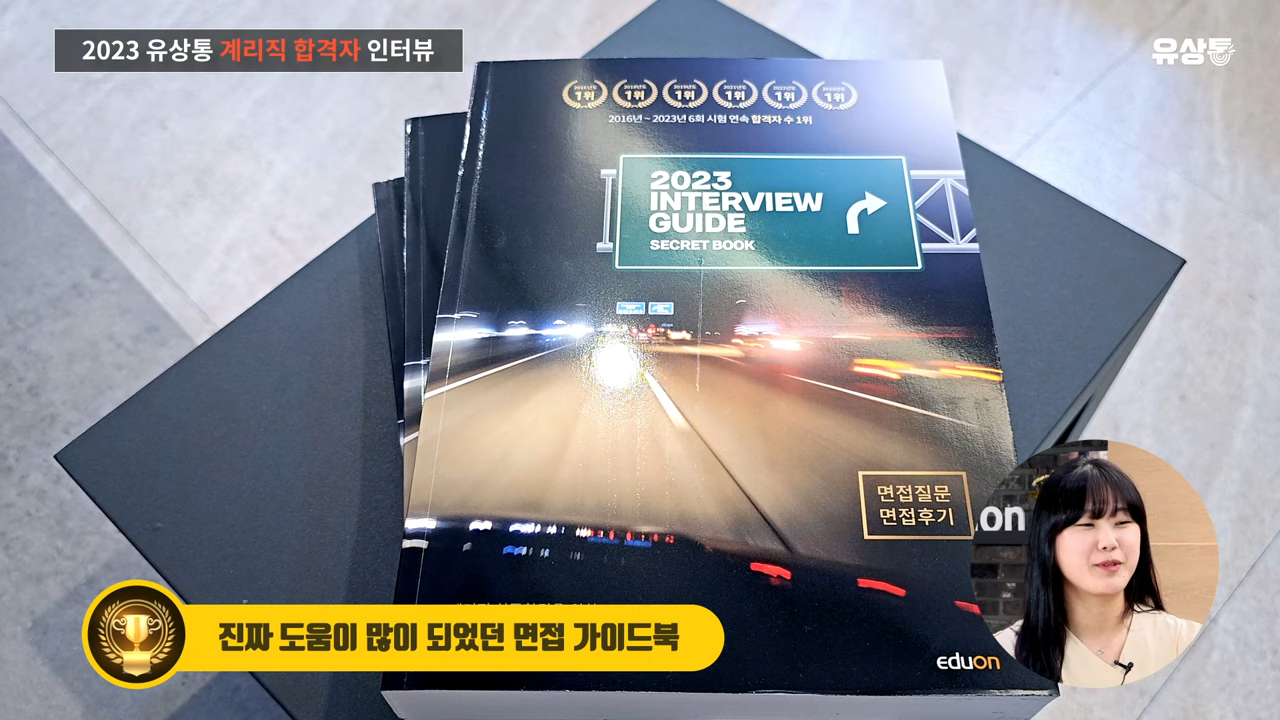 2023 유상통 계리직 합격자 인터뷰
유상통
1위 1위 1위 1위 1위 1위
2016년 ~ 2023년 6회 시험 연속 합격자 수 1위
2023
INTERVIEW
GUIDE
SECRET BOOK
면접질문
면접후기
on
진짜 도움이 많이 되었던 면접 가이드북
eduon